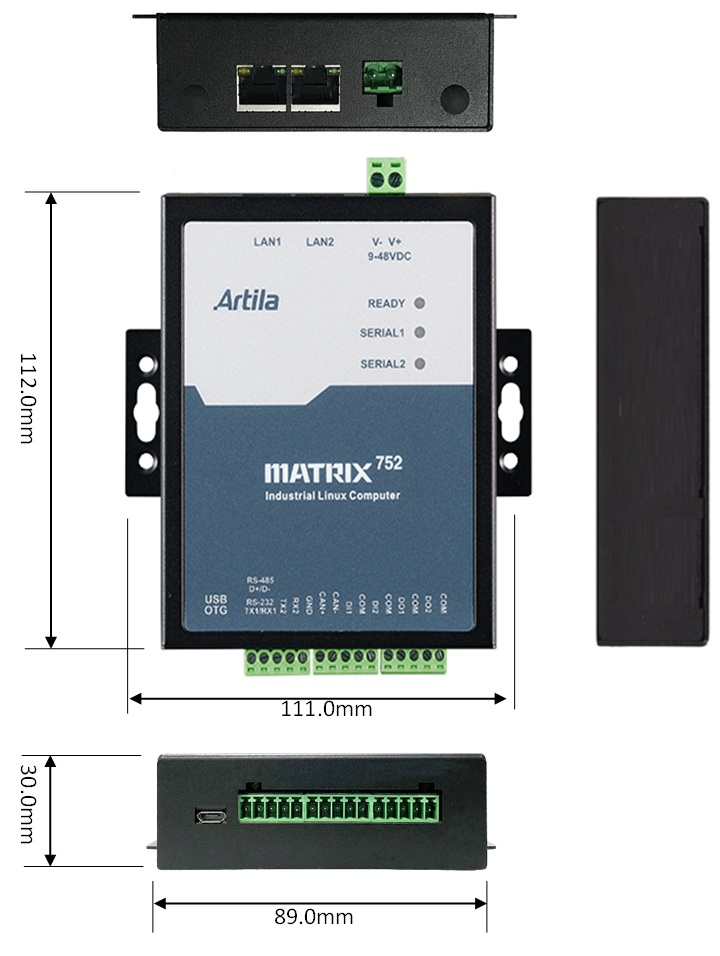 LAN1 LAN2 V- V+
9-48VDC
Artila
READY
SERIAL1
SERIAL2
112.0mm
MATRIX 752
Industrial Linux Computer
RS-485
D+/D-
USB
OTG
RS-232
TX1/RX1
TX2
RX2
GND
CAN+
CAN-
DI1
COM
DI2
COM
DO1
COM
DO2
COM
111.0mm
30.0mm
89.0mm